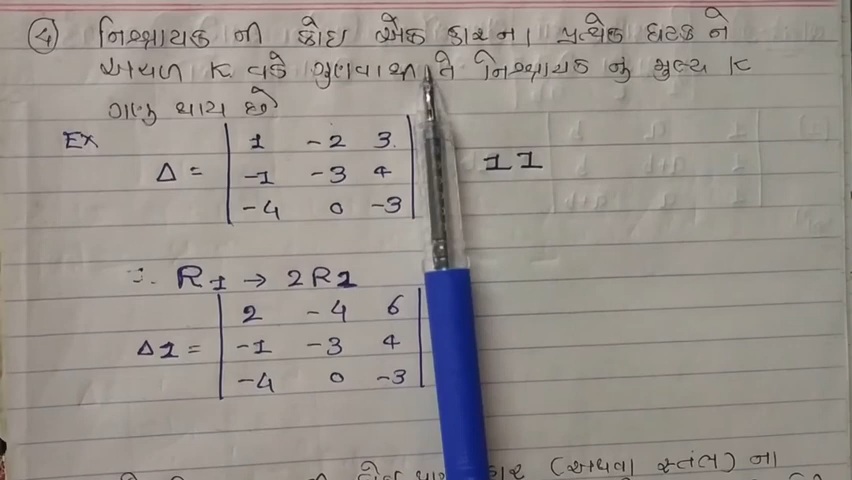 ④ નિશ્ચાયક ની કોઇ એક હારના પ્રત્યેક ઘટક ને
અચળ K વડે ગુણવાથી તે નિશ્ચાયક નુ મુલ્ય K
ગણુ થાય છે
Ex
Δ = | 1 -2 3 | 11
| -1 -3 4 |
| -4 0 -3 |
∴ R1 → 2R1
Δ1 = | 2 -4 6 |
| -1 -3 4 |
| -4 0 -3 |
(અથવા સ્તંભ) ના